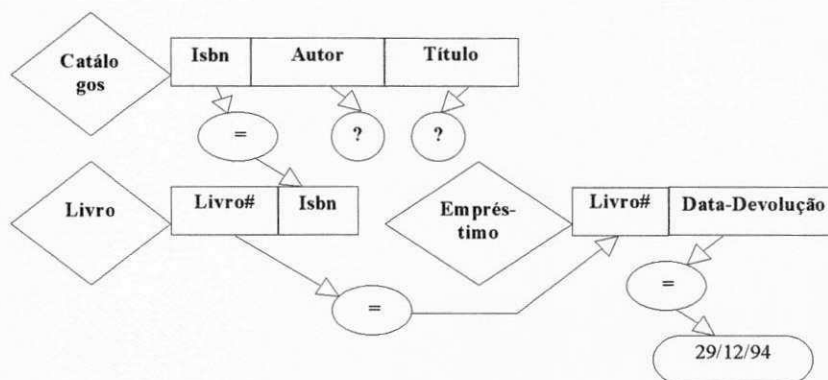 Catálo
gos
Isbn
Autor
Título
=
?
?
Livro
Livro#
Isbn
Emprés-
timo
Livro#
Data-Devolução
=
=
29/12/94